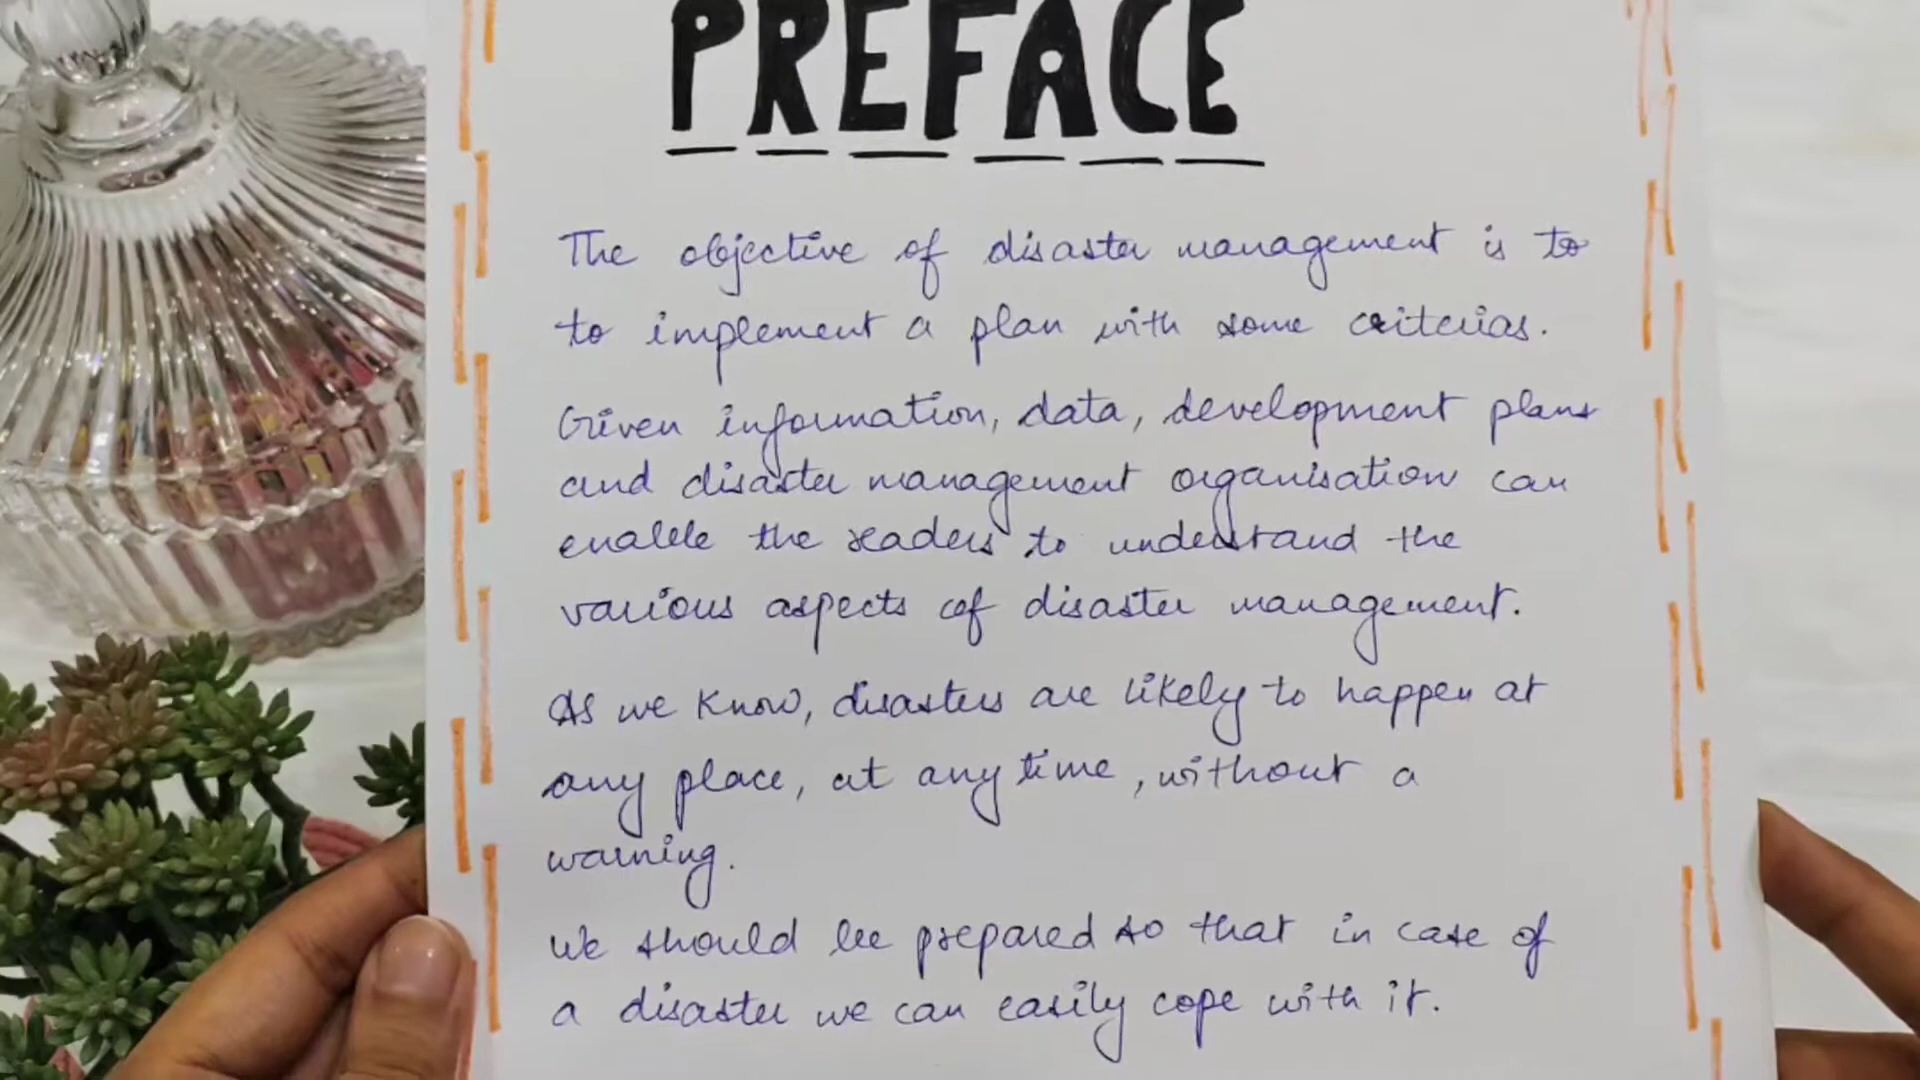 PREFACE
The objective of disaster management is to
to implement a plan with some criterias.
Given information, data, development plans
and disaster management organisation can
enable the readers to understand the
various aspects of disaster management.
As we know, disasters are likely to happen at
any place, at any time, without a
warning.
We should be prepared so that in case of
a disaster we can easily cope with it.